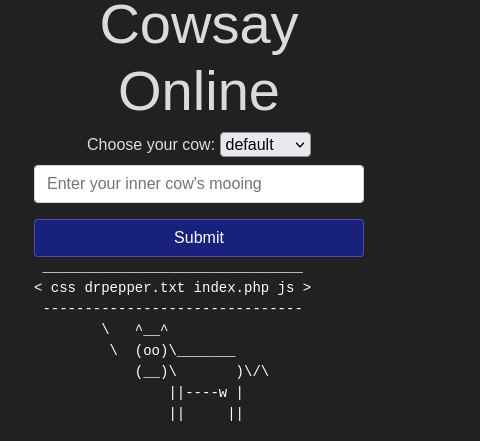 Cowsay
Online
Choose your cow: default
Enter your inner cow's mooing
Submit
 _______________________________
< css drpepper.txt index.php js >
 -------------------------------
        \   ^__^
         \  (oo)\_______
            (__)\       )\/\
                ||----w |
                ||     ||